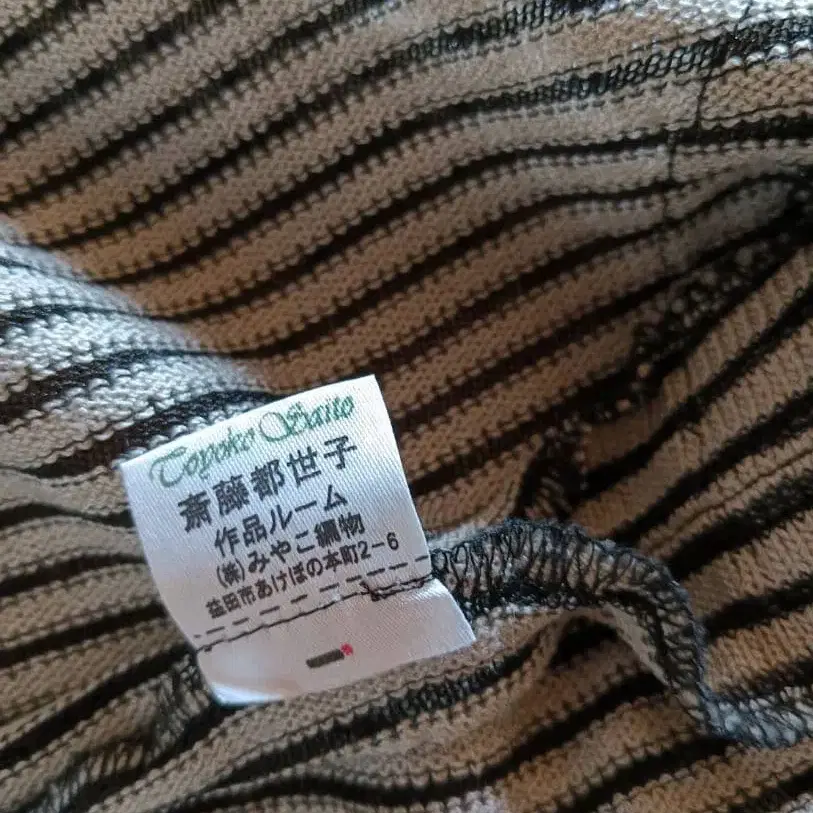 Toyoko Saito
斎藤都世子
作品ルーム
(株)みやこ編物
益田市あけぼの本町2-6